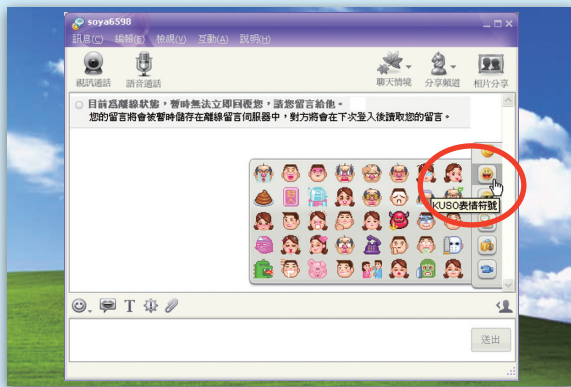 soya6598
訊息(C) 編輯(E) 檢視(V) 互動(A) 說明(H)
視訊通話 語音通話 聊天情境 分享頻道 相片分享
目前為離線狀態，暫時無法立即回覆您，請您留言給他。
您的留言將會被暫時儲存在離線留言伺服器中，對方將會在下次登入後讀取您的留言。
KUSO表情符號
T
送出